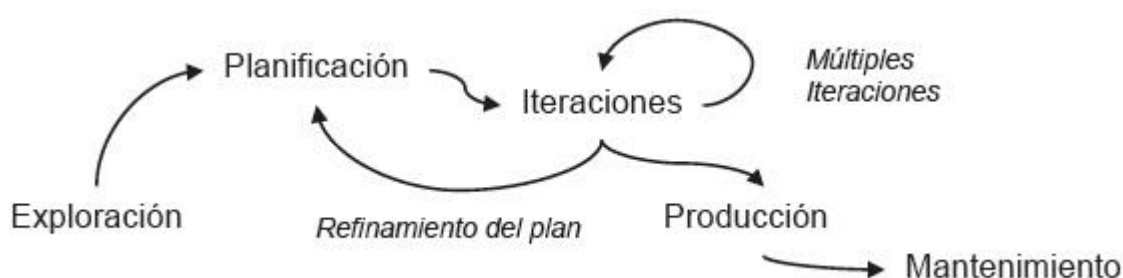 Planificación
Múltiples
Iteraciones
Iteraciones
Exploración
Refinamiento del plan
Producción
Mantenimiento